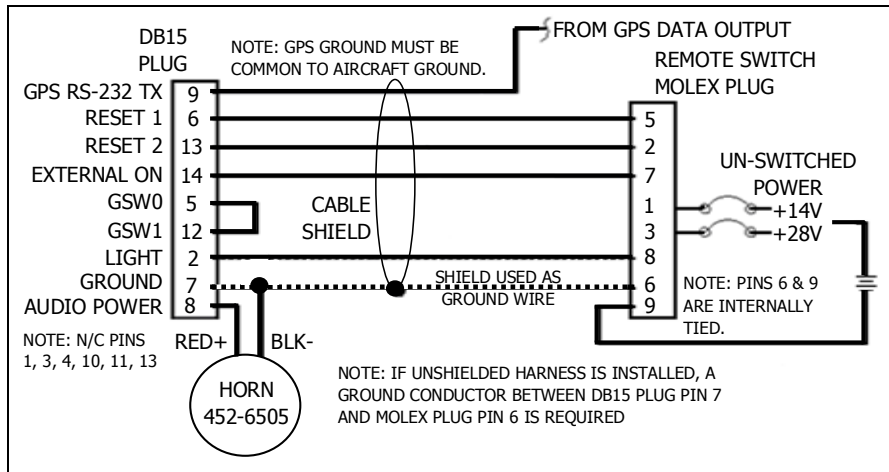 DB15
PLUG
NOTE: GPS GROUND MUST BE
COMMON TO AIRCRAFT GROUND.
FROM GPS DATA OUTPUT
REMOTE SWITCH
MOLEX PLUG
GPS RS-232 TX 9
RESET 1 6 5
RESET 2 13 2
EXTERNAL ON 14 7
UN-SWITCHED
POWER
GSW0 5
GSW1 12
CABLE
SHIELD
1 +14V
3 +28V
LIGHT 2 8
GROUND 7 6
AUDIO POWER 8 9
SHIELD USED AS
GROUND WIRE
NOTE: PINS 6 & 9
ARE INTERNALLY
TIED.
NOTE: N/C PINS
1, 3, 4, 10, 11, 13
RED+ BLK-
HORN
452-6505
NOTE: IF UNSHIELDED HARNESS IS INSTALLED, A
GROUND CONDUCTOR BETWEEN DB15 PLUG PIN 7
AND MOLEX PLUG PIN 6 IS REQUIRED